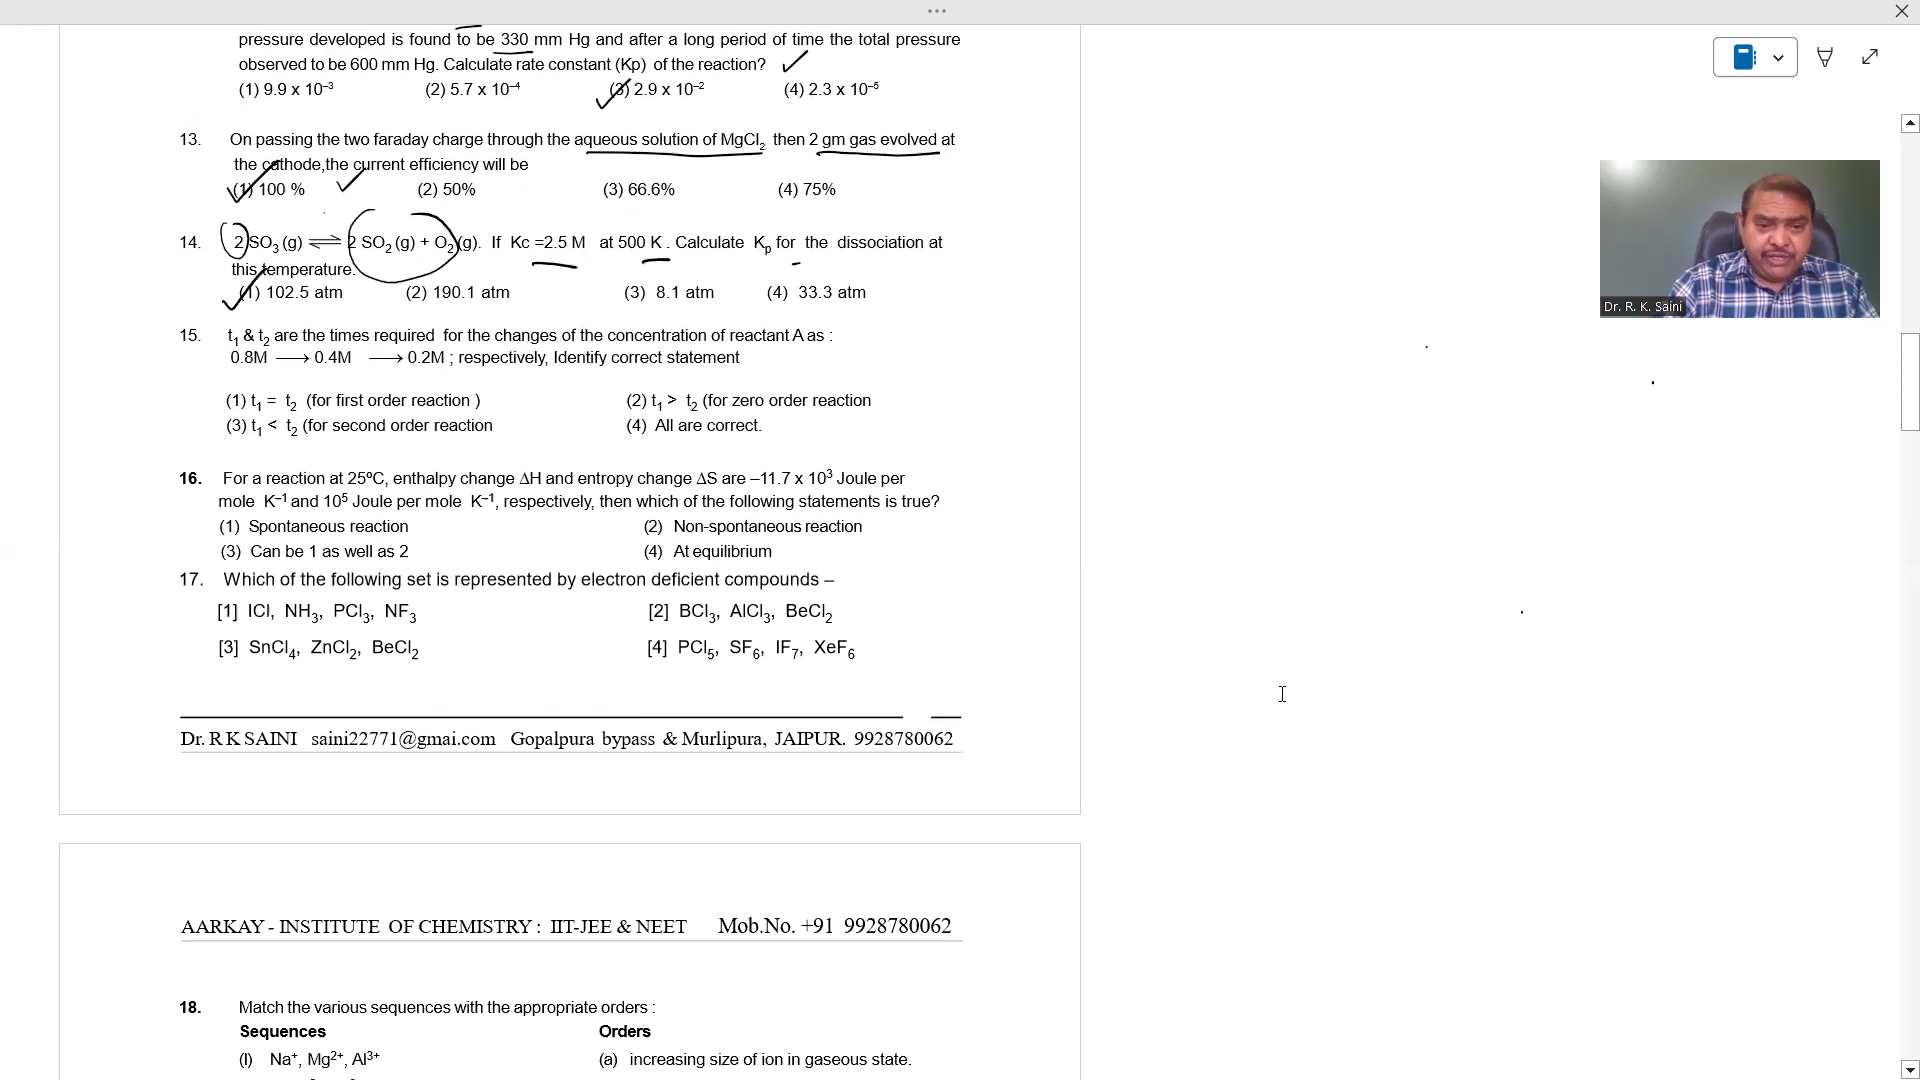 pressure developed is found to be 330 mm Hg and after a long period of time the total pressure
observed to be 600 mm Hg. Calculate rate constant (Kp) of the reaction?
(1) 9.9 x 10⁻³ (2) 5.7 x 10⁻⁴ (3) 2.9 x 10⁻² (4) 2.3 x 10⁻⁵
13. On passing the two faraday charge through the aqueous solution of MgCl₂ then 2 gm gas evolved at
the cathode,the current efficiency will be
(1) 100 % (2) 50% (3) 66.6% (4) 75%
14. 2SO₃ (g) ⇌ 2 SO₂ (g) + O₂ (g). If Kc =2.5 M at 500 K . Calculate Kₚ for the dissociation at
this temperature.
(1) 102.5 atm (2) 190.1 atm (3) 8.1 atm (4) 33.3 atm
15. t₁ & t₂ are the times required for the changes of the concentration of reactant A as :
0.8M ⟶ 0.4M ⟶ 0.2M ; respectively, Identify correct statement
(1) t₁ = t₂ (for first order reaction ) (2) t₁ > t₂ (for zero order reaction
(3) t₁ < t₂ (for second order reaction (4) All are correct.
16. For a reaction at 25ºC, enthalpy change ΔH and entropy change ΔS are –11.7 x 10³ Joule per
mole K⁻¹ and 10⁵ Joule per mole K⁻¹, respectively, then which of the following statements is true?
(1) Spontaneous reaction (2) Non-spontaneous reaction
(3) Can be 1 as well as 2 (4) At equilibrium
17. Which of the following set is represented by electron deficient compounds –
[1] ICl, NH₃, PCl₃, NF₃ [2] BCl₃, AlCl₃, BeCl₂
[3] SnCl₄, ZnCl₂, BeCl₂ [4] PCl₅, SF₆, IF₇, XeF₆
Dr. R K SAINI saini22771@gmai.com Gopalpura bypass & Murlipura, JAIPUR. 9928780062
AARKAY - INSTITUTE OF CHEMISTRY : IIT-JEE & NEET Mob.No. +91 9928780062
18. Match the various sequences with the appropriate orders :
Sequences Orders
(I) Na⁺, Mg²⁺, Al³⁺ (a) increasing size of ion in gaseous state.
Dr. R. K. Saini